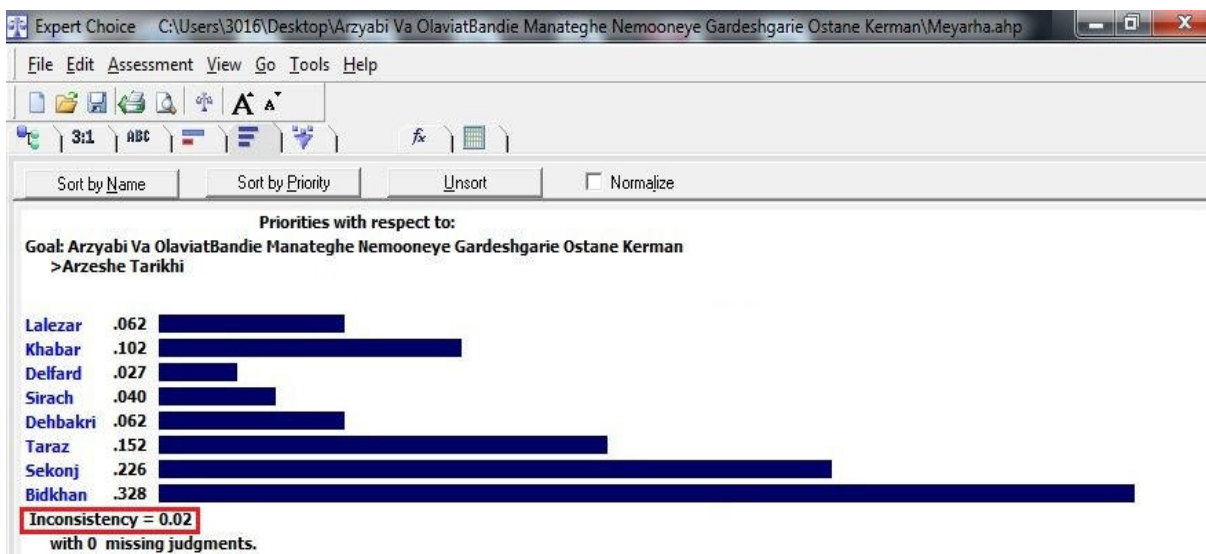 Expert Choice C:\Users\3016\Desktop\Arzyabi Va OlaviatBandie Manateghe Nemooneye Gardeshgarie Ostane Kerman\Meyarha.ahp
File Edit Assessment View Go Tools Help
A A
3:1 ABC fx
Sort by Name Sort by Priority Unsort Normalize
Priorities with respect to:
Goal: Arzyabi Va OlaviatBandie Manateghe Nemooneye Gardeshgarie Ostane Kerman
>Arzeshe Tarikhi
Lalezar .062
Khabar .102
Delfard .027
Sirach .040
Dehbakri .062
Taraz .152
Sekonj .226
Bidkhan .328
Inconsistency = 0.02
with 0 missing judgments.